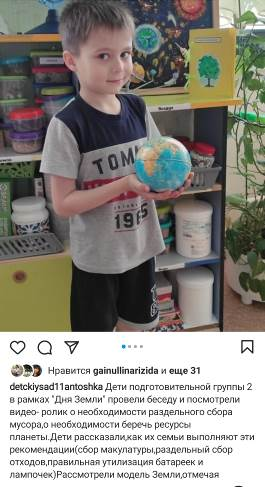 TOMM
1985
Нравится gainullinarizida и еще 31
detckiysad11antoshka Дети подготовительной группы 2
в рамках "Дня Земли" провели беседу и посмотрели
видео- ролик о необходимости раздельного сбора
мусора,о необходимости беречь ресурсы
планеты.Дети рассказали,как их семьи выполняют эти
рекомендации(сбор макулатуры,раздельный сбор
отходов,правильная утилизация батареек и
лампочек)Рассмотрели модель Земли,отмечая